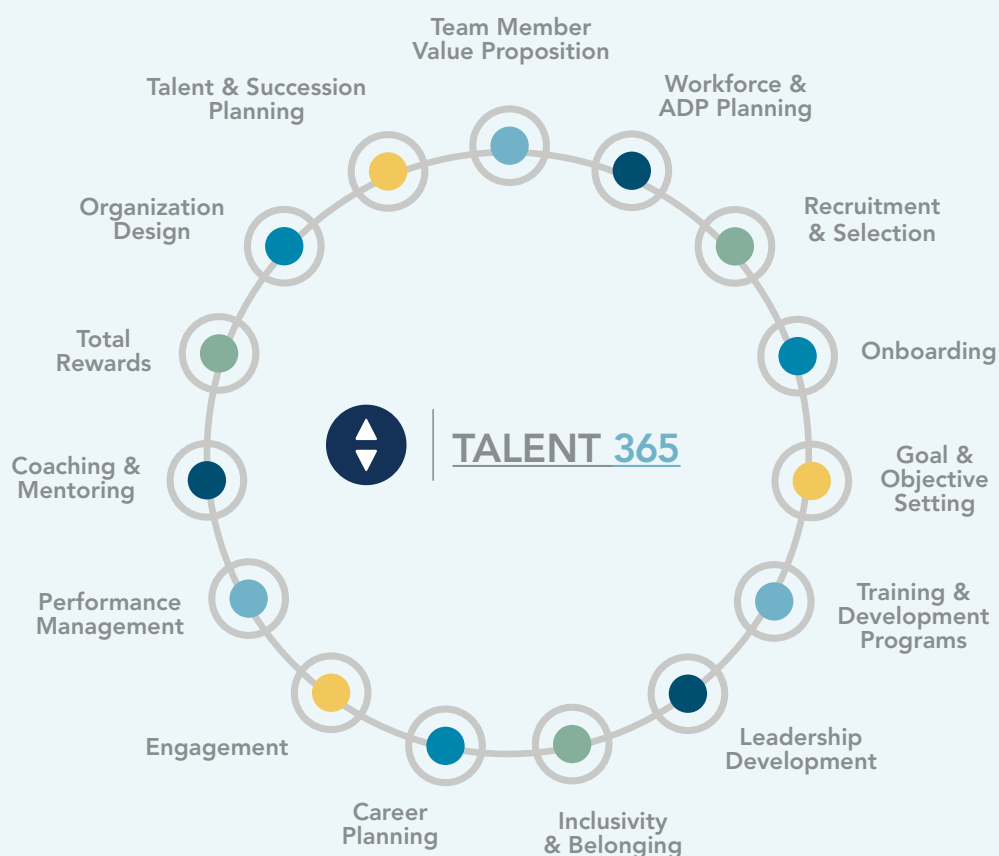 Team Member
Value Proposition
Workforce &
ADP Planning
Recruitment
& Selection
Onboarding
Goal &
Objective
Setting
Training &
Development
Programs
Leadership
Development
Inclusivity
& Belonging
Career
Planning
Engagement
Performance
Management
Coaching &
Mentoring
Total
Rewards
Organization
Design
Talent & Succession
Planning
TALENT 365